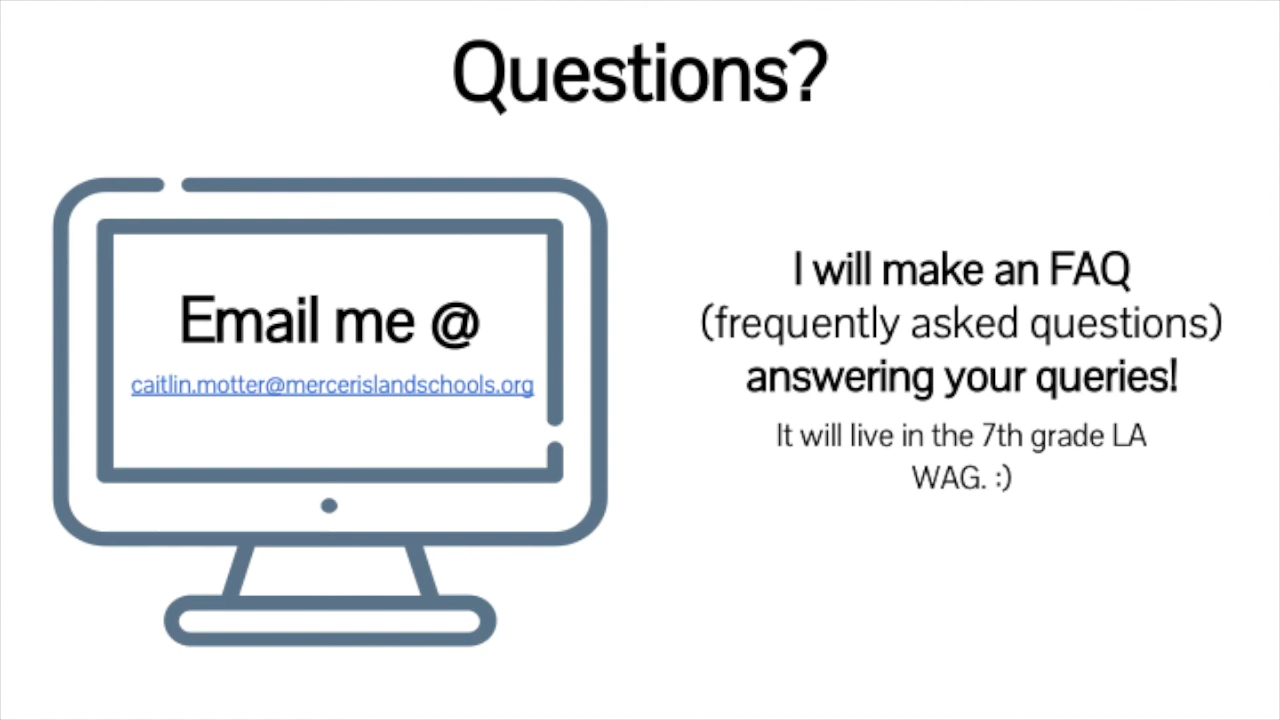 Questions?
Email me @
caitlin.motter@mercerislandschools.org
I will make an FAQ
(frequently asked questions)
answering your queries!
It will live in the 7th grade LA
WAG. :)